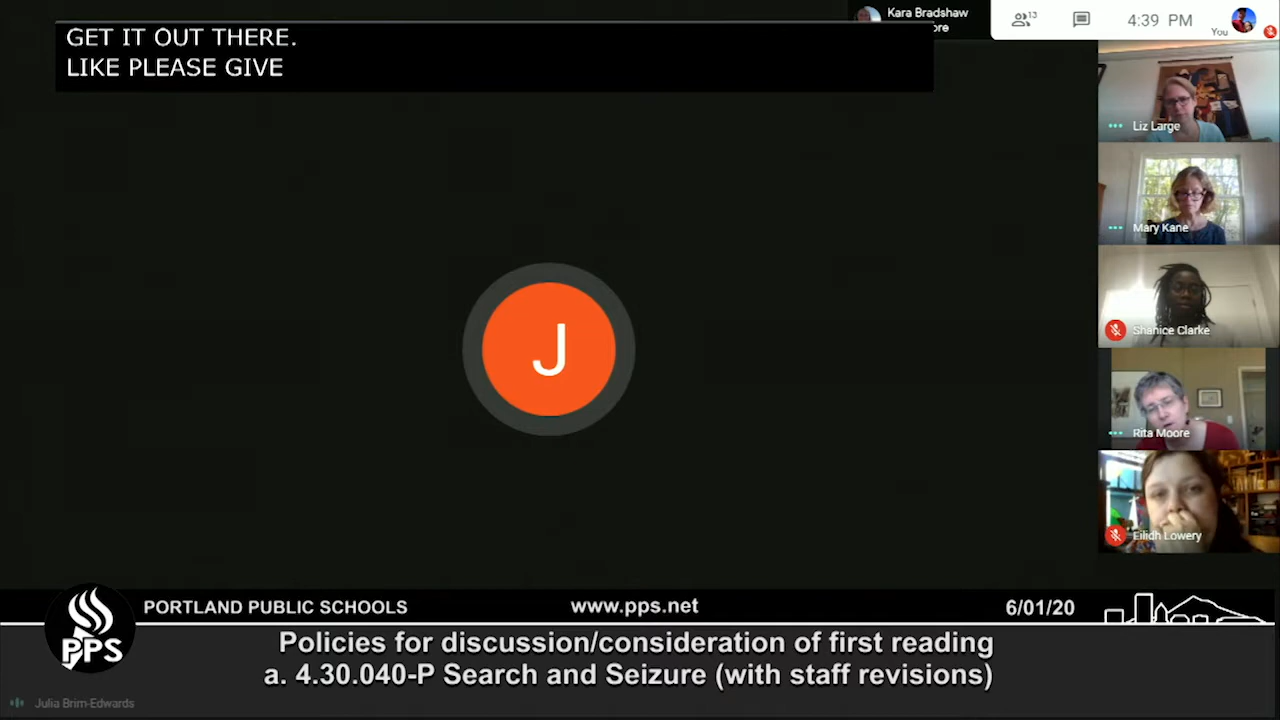 GET IT OUT THERE.
LIKE PLEASE GIVE
Kara Bradshaw
ore
13
4:39 PM
You
Liz Large
Mary Kane
Shanice Clarke
Rita Moore
Eilidh Lowery
J
PPS
PORTLAND PUBLIC SCHOOLS
www.pps.net
6/01/20
Policies for discussion/consideration of first reading
a. 4.30.040-P Search and Seizure (with staff revisions)
Julia Brim-Edwards